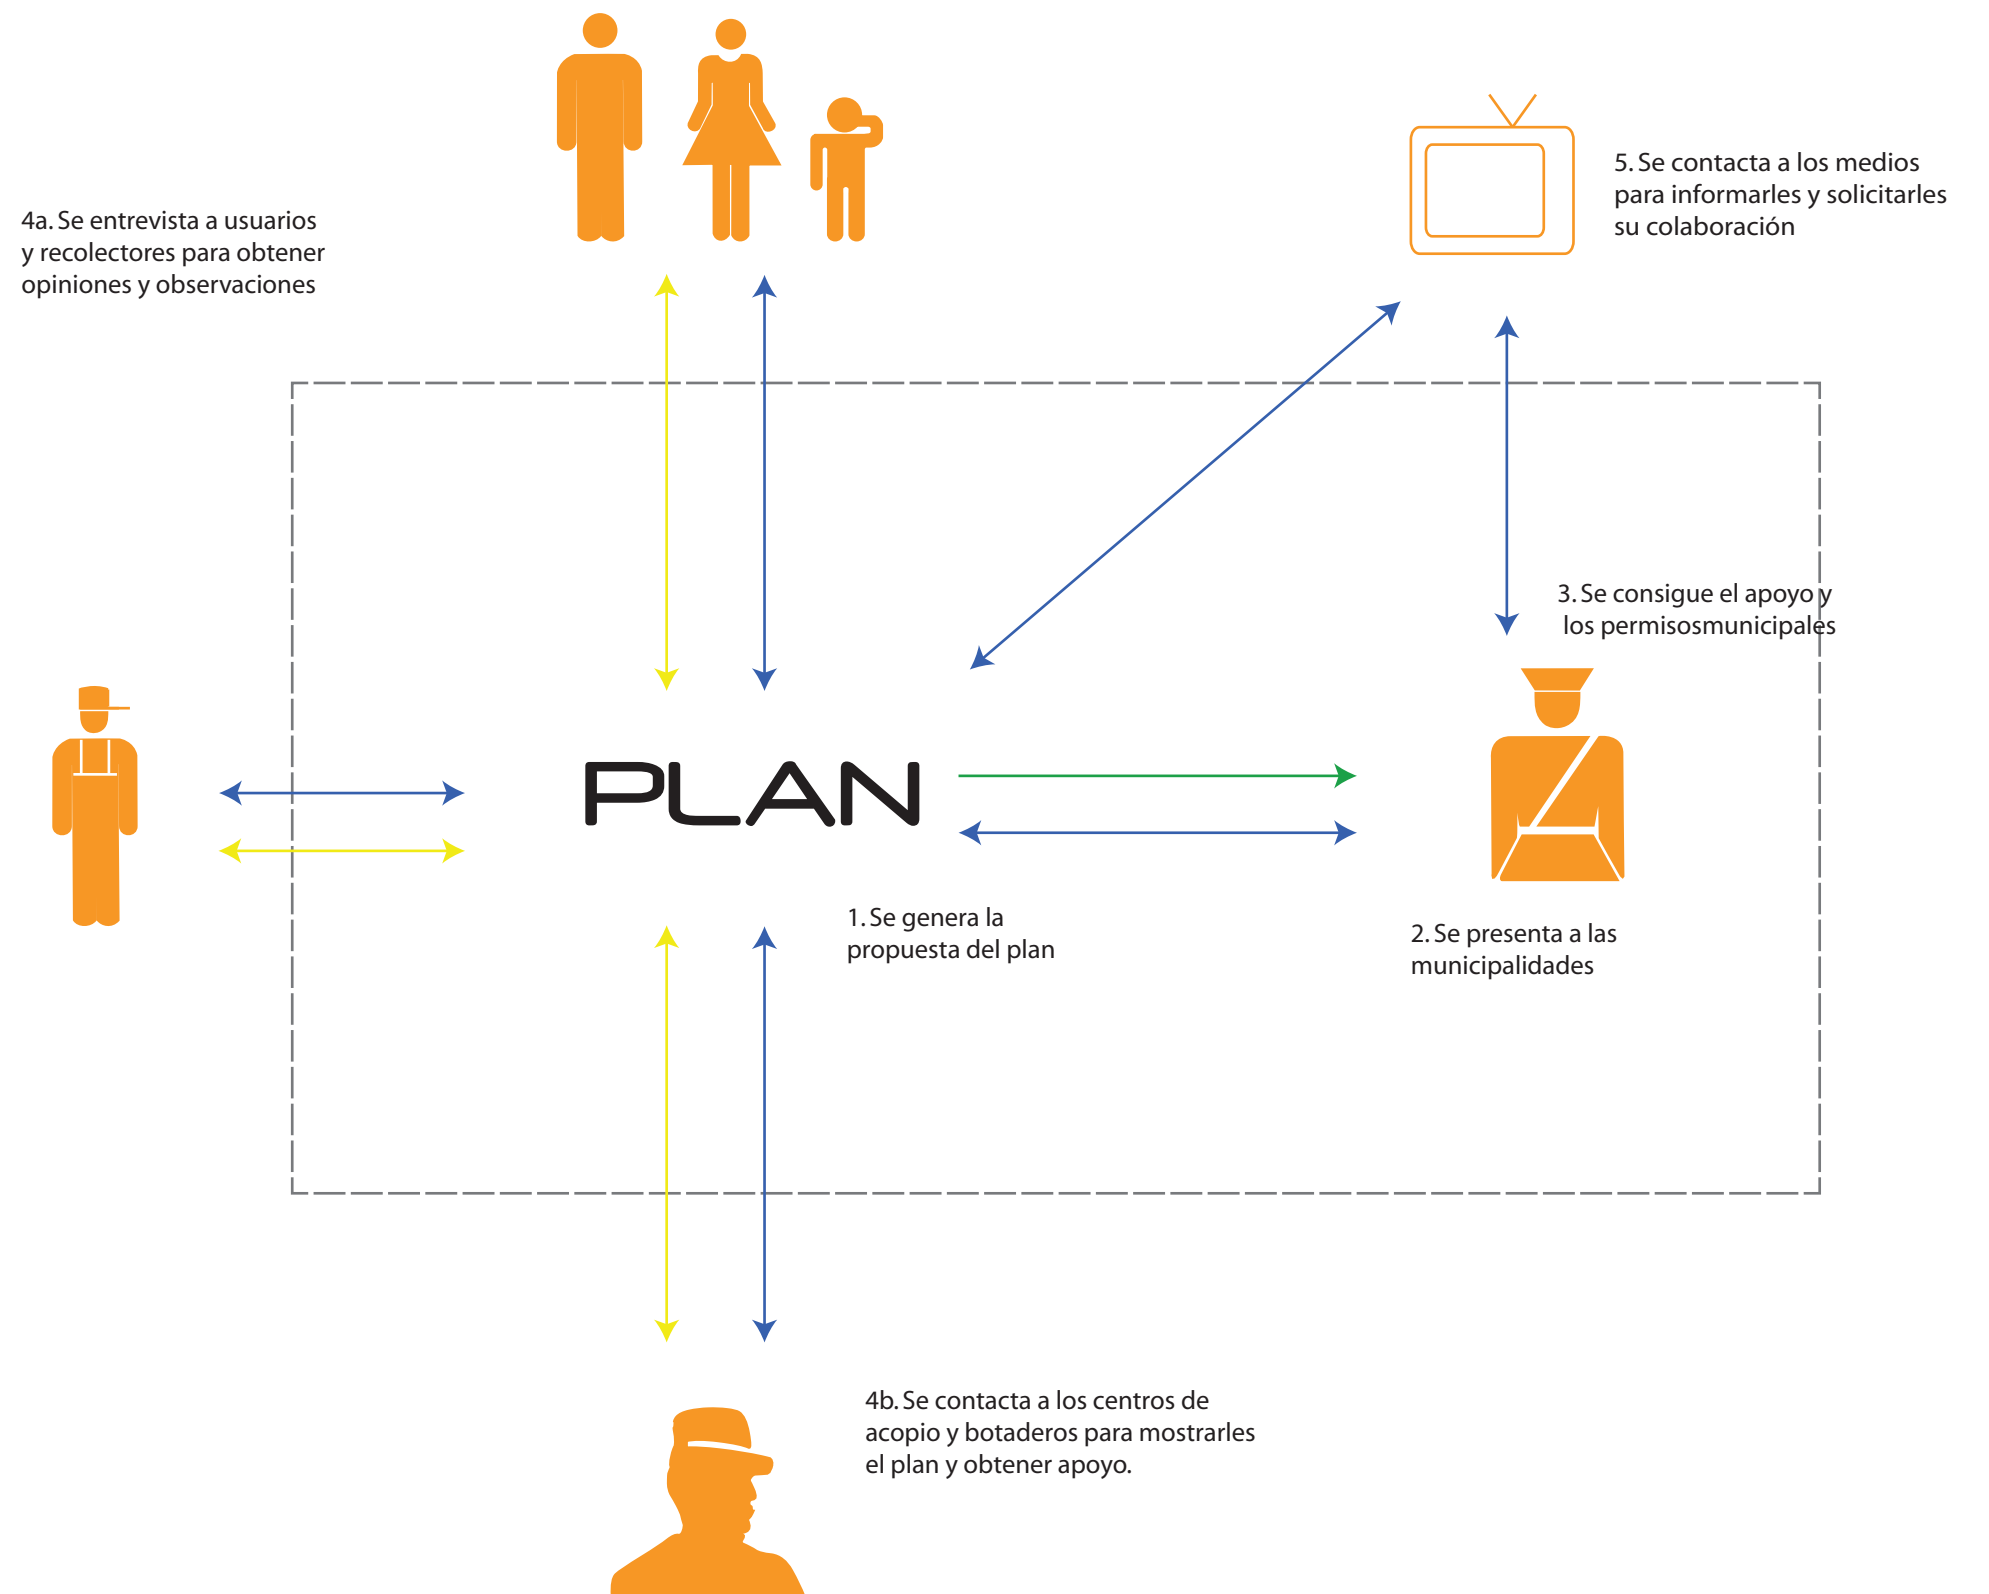 4a. Se entrevista a usuarios
y recolectores para obtener
opiniones y observaciones
5. Se contacta a los medios
para informarles y solicitarles
su colaboración
3. Se consigue el apoyo y
los permisosmunicipales
PLAN
1. Se genera la
propuesta del plan
2. Se presenta a las
municipalidades
4b. Se contacta a los centros de
acopio y botaderos para mostrarles
el plan y obtener apoyo.